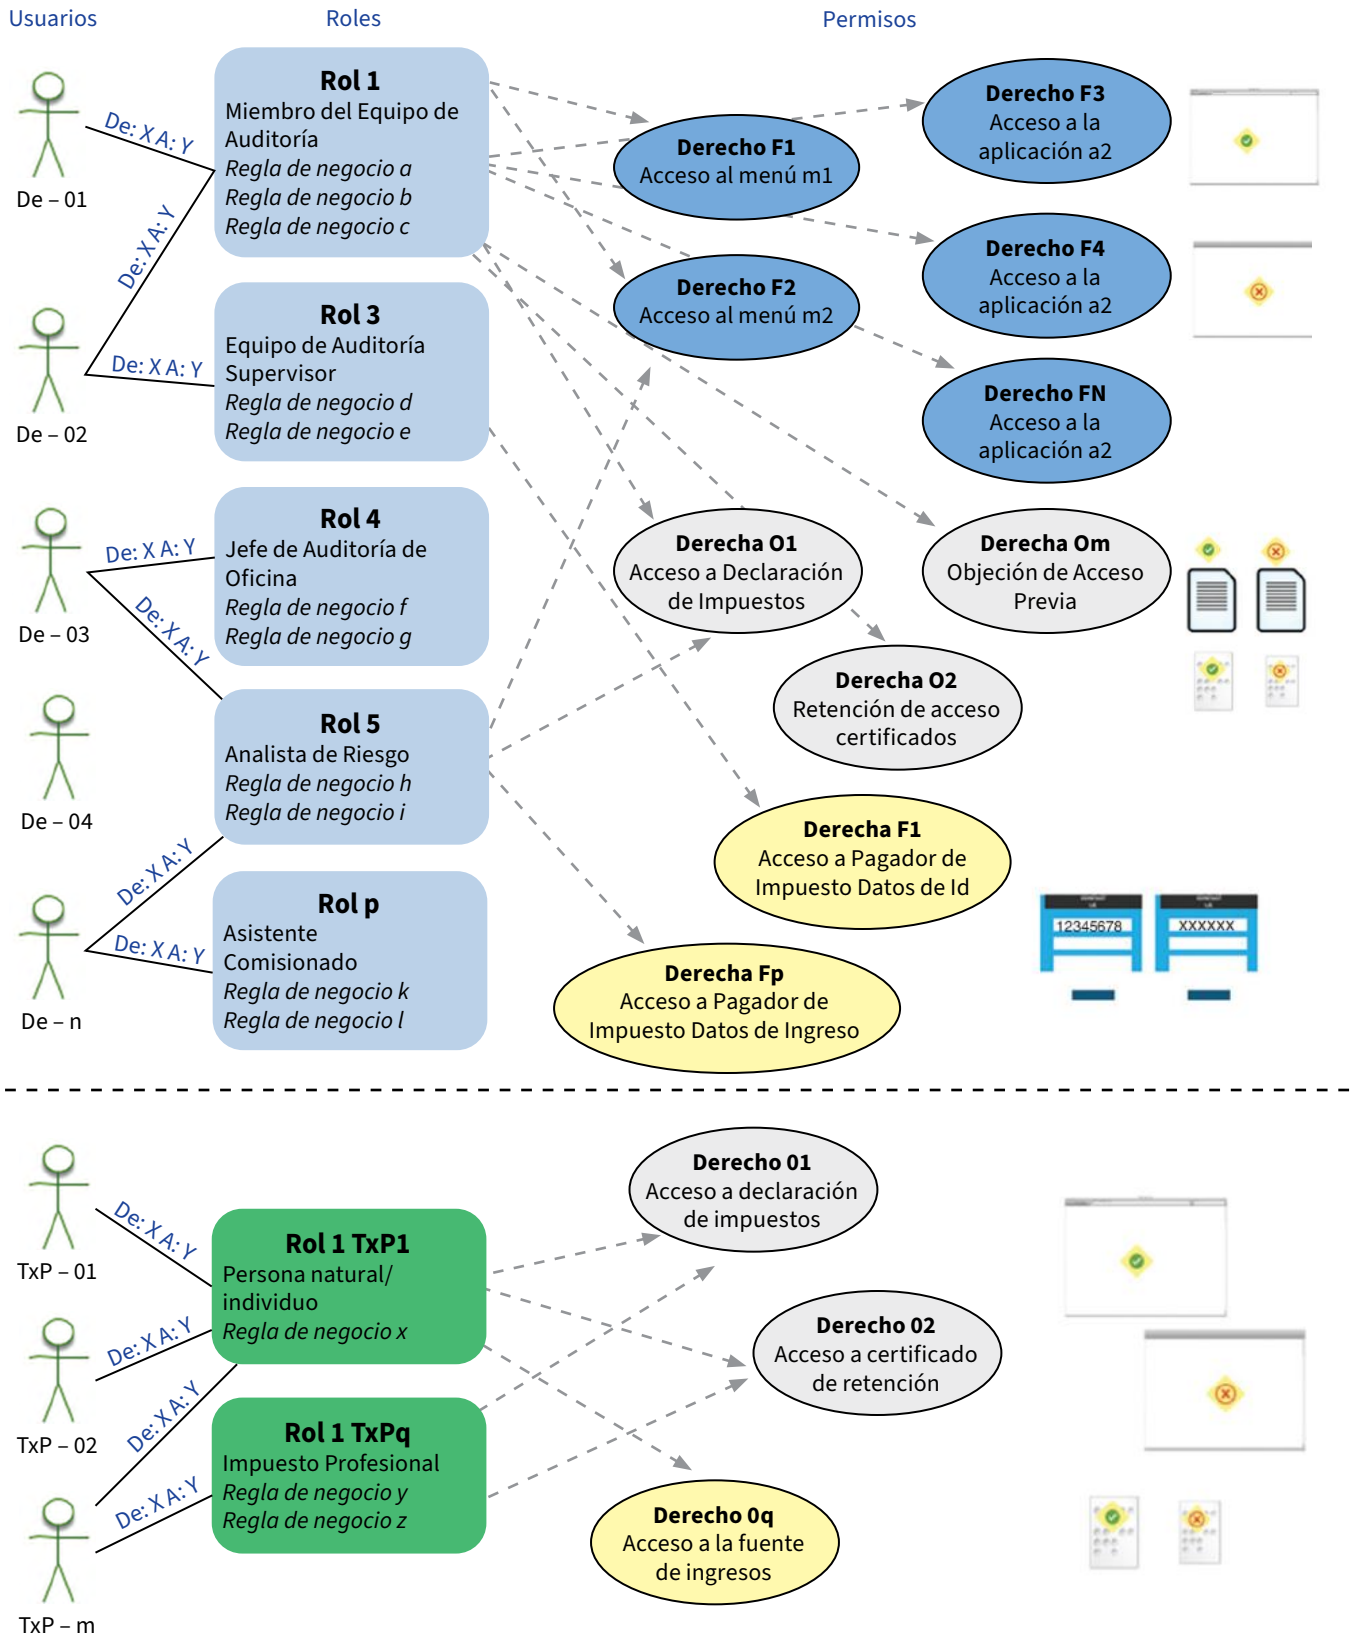 Usuarios
Roles
Permisos
De – 01
De: X A: Y
De: X A: Y
Rol 1
Miembro del Equipo de
Auditoría
Regla de negocio a
Regla de negocio b
Regla de negocio c
Derecho F1
Acceso al menú m1
Derecho F3
Acceso a la
aplicación a2
De – 02
De: X A: Y
Rol 3
Equipo de Auditoría
Supervisor
Regla de negocio d
Regla de negocio e
Derecho F2
Acceso al menú m2
Derecho F4
Acceso a la
aplicación a2
Derecho FN
Acceso a la
aplicación a2
De – 03
De: X A: Y
De: X A: Y
Rol 4
Jefe de Auditoría de
Oficina
Regla de negocio f
Regla de negocio g
Derecha O1
Acceso a Declaración
de Impuestos
Derecha Om
Objeción de Acceso
Previa
De – 04
Rol 5
Analista de Riesgo
Regla de negocio h
Regla de negocio i
Derecha O2
Retención de acceso
certificados
Derecha F1
Acceso a Pagador de
Impuesto Datos de Id
De – n
De: X A: Y
De: X A: Y
Rol p
Asistente
Comisionado
Regla de negocio k
Regla de negocio l
Derecha Fp
Acceso a Pagador de
Impuesto Datos de Ingreso
12345678
XXXXXX
TxP – 01
De: X A: Y
Rol 1 TxP1
Persona natural/
individuo
Regla de negocio x
Derecho 01
Acceso a declaración
de impuestos
TxP – 02
De: X A: Y
De: X A: Y
Derecho 02
Acceso a certificado
de retención
TxP – m
De: X A: Y
Rol 1 TxPq
Impuesto Profesional
Regla de negocio y
Regla de negocio z
Derecho 0q
Acceso a la fuente
de ingresos